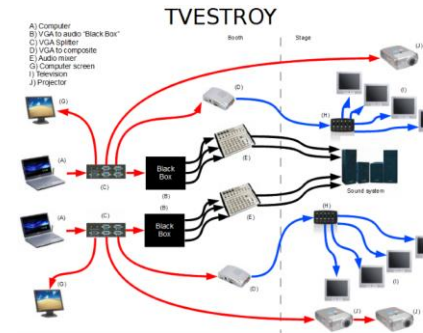 TVESTROY
A) Computer
B) VGA to audio "Black Box"
C) VGA Splitter
D) VGA to composite
E) Audio mixer
G) Computer screen
I) Television
J) Projector
Booth
Stage
(J)
(G)
(D)
(I)
(H)
(A)
(E)
(C)
Black
Box
(B)
Sound system
(B)
(A)
Black
Box
(E)
(H)
(C)
(G)
(D)
(I)
(J)
(J)